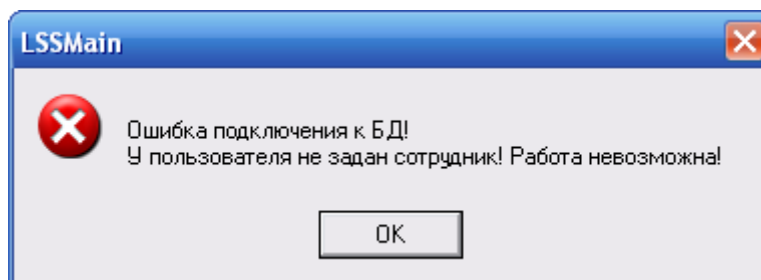 LSSMain
Ошибка подключения к БД!
У пользователя не задан сотрудник! Работа невозможна!
OK